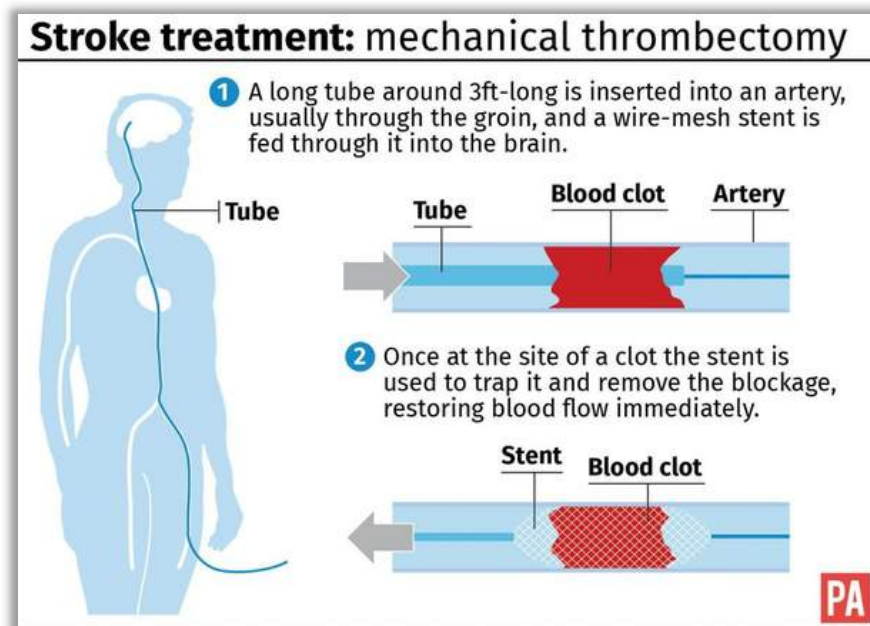 Stroke treatment: mechanical thrombectomy
1 A long tube around 3ft-long is inserted into an artery,
usually through the groin, and a wire-mesh stent is
fed through it into the brain.
Tube
Tube
Blood clot
Artery
2 Once at the site of a clot the stent is
used to trap it and remove the blockage,
restoring blood flow immediately.
Stent
Blood clot
PA